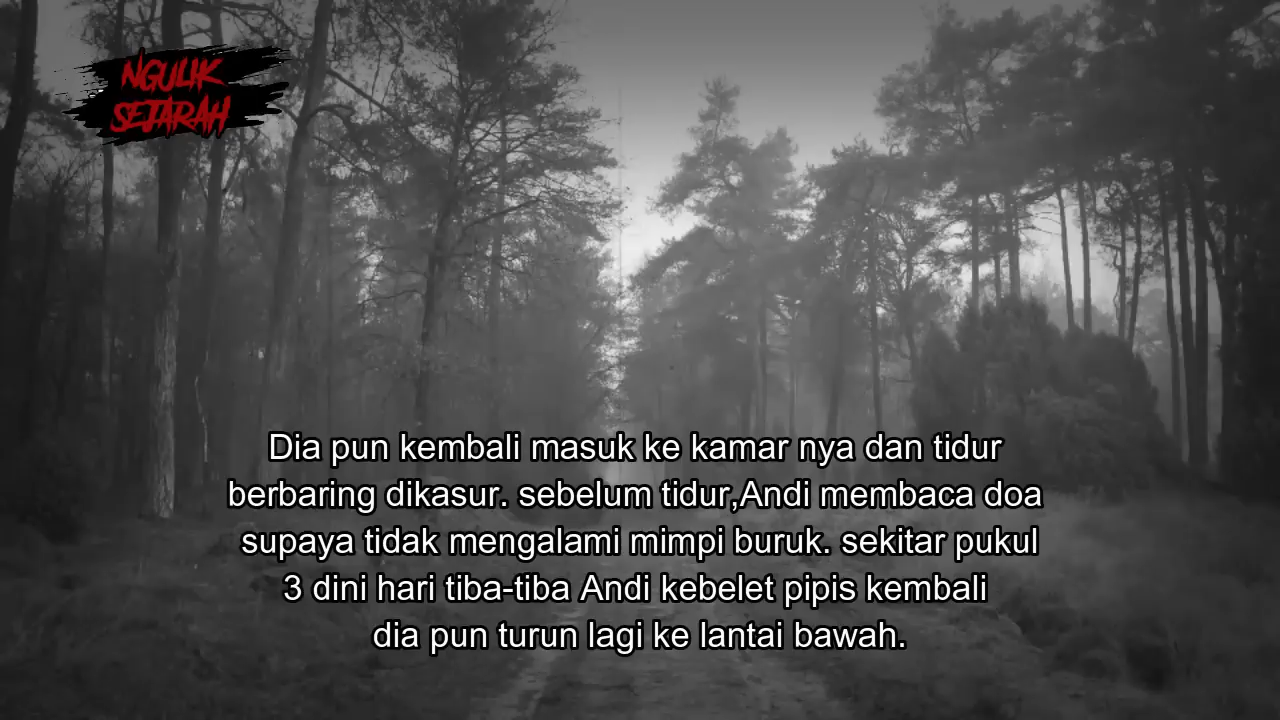 NGULIK
SEJARAH
Dia pun kembali masuk ke kamar nya dan tidur
berbaring dikasur. sebelum tidur,Andi membaca doa
supaya tidak mengalami mimpi buruk. sekitar pukul
3 dini hari tiba-tiba Andi kebelet pipis kembali
dia pun turun lagi ke lantai bawah.